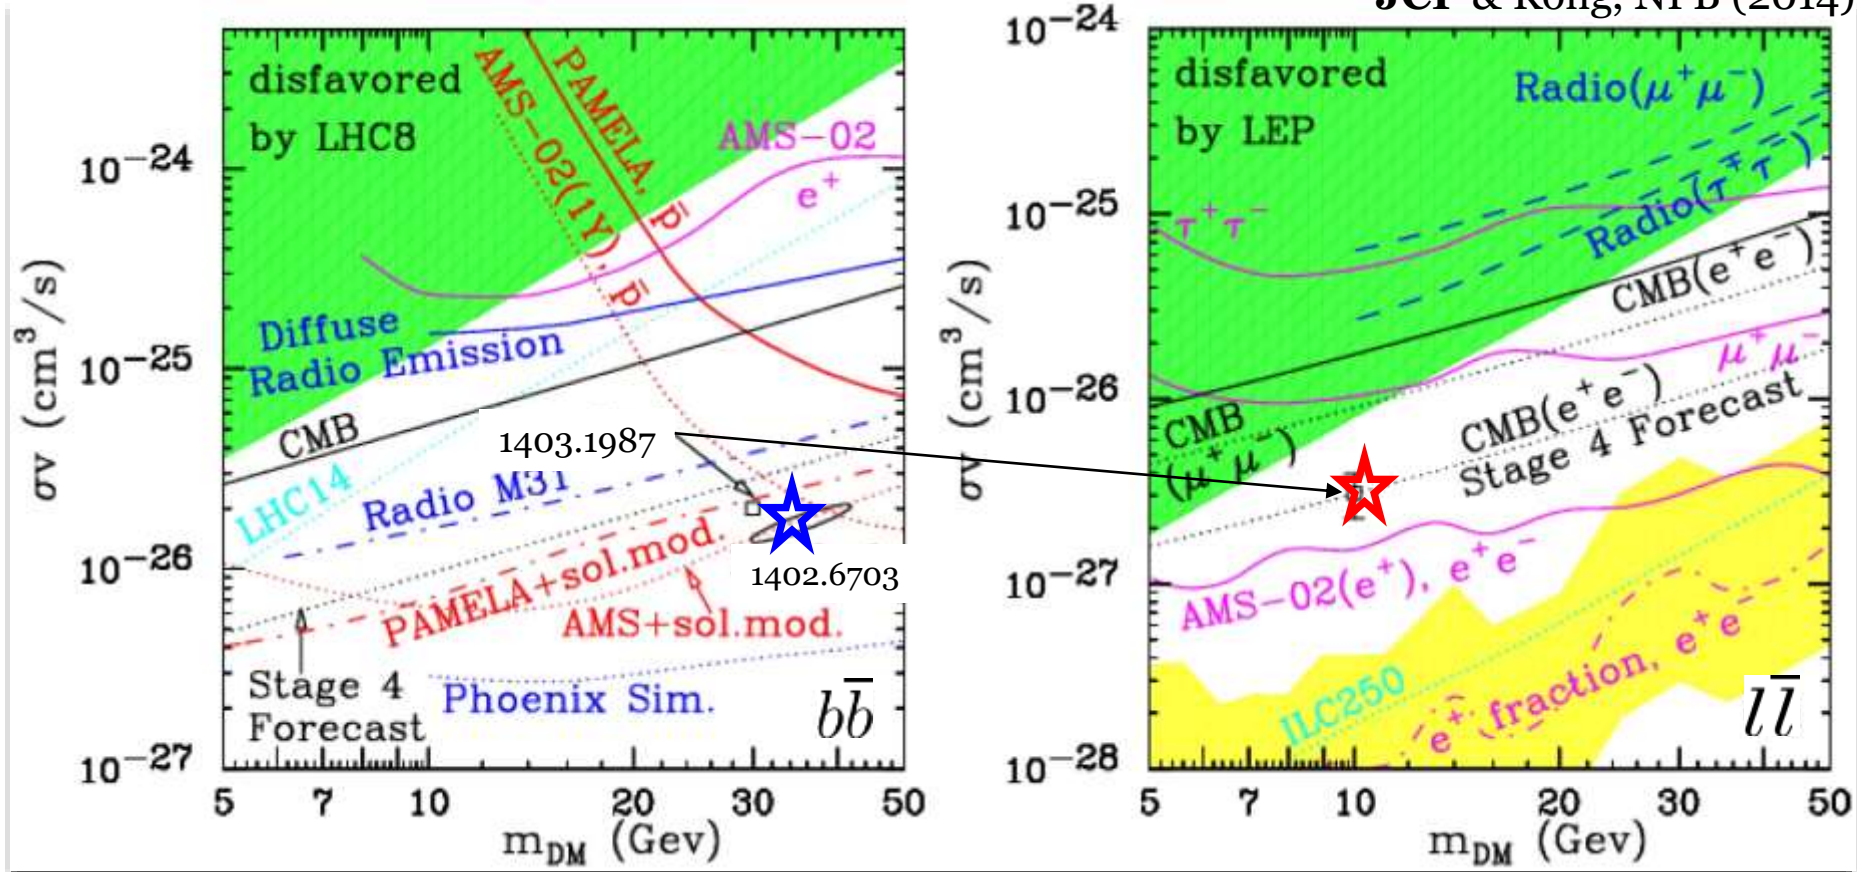 JCP & Kong, NPB (2014)
disfavored
by LHC8
PAMELA, p̄
AMS−02(1Y), p̄
AMS−02
e⁺
Diffuse
Radio Emission
CMB
LHC14
1403.1987
Radio M31
PAMELA+sol.mod.
1402.6703
AMS+sol.mod.
Stage 4
Forecast
Phoenix Sim.
bb̄
10⁻²⁴
10⁻²⁵
10⁻²⁶
10⁻²⁷
σv (cm³/s)
5 7 10 20 30 50
m_DM (Gev)
disfavored
by LEP
Radio(μ⁺μ⁻)
Radio(τ⁺τ⁻)
τ⁺τ⁻
CMB(e⁺e⁻)
μ⁺μ⁻
CMB
(μ⁺μ⁻)
CMB(e⁺e⁻)
Stage 4 Forecast
AMS−02(e⁺), e⁺e⁻
ILC250
e⁺ fraction, e⁺e⁻
ll̄
10⁻²⁴
10⁻²⁵
10⁻²⁶
10⁻²⁷
10⁻²⁸
σv (cm³/s)
5 7 10 20 30 50
m_DM (Gev)